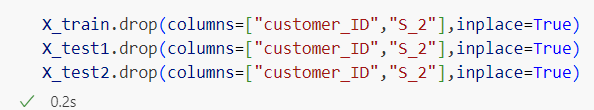 X_train.drop(columns=["customer_ID","S_2"],inplace=True)
X_test1.drop(columns=["customer_ID","S_2"],inplace=True)
X_test2.drop(columns=["customer_ID","S_2"],inplace=True)
✓ 0.2s